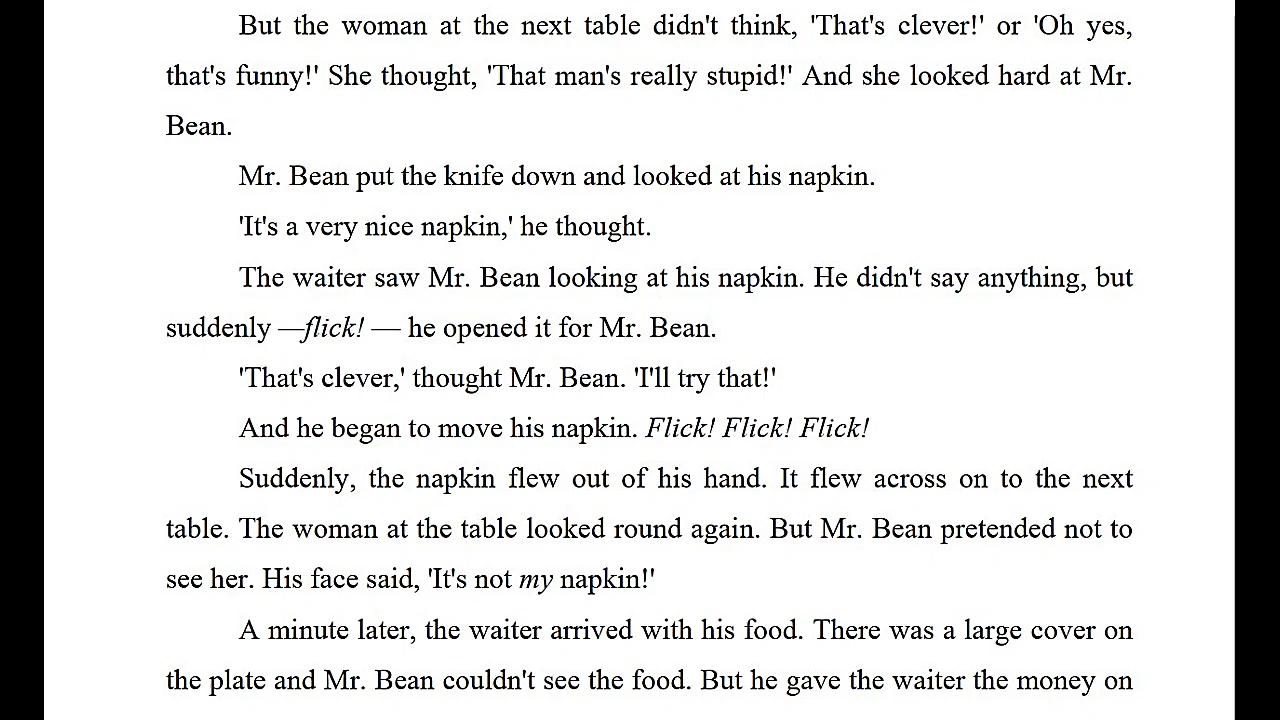 But the woman at the next table didn't think, 'That's clever!' or 'Oh yes,
that's funny!' She thought, 'That man's really stupid!' And she looked hard at Mr.
Bean.
Mr. Bean put the knife down and looked at his napkin.
'It's a very nice napkin,' he thought.
The waiter saw Mr. Bean looking at his napkin. He didn't say anything, but
suddenly —flick! — he opened it for Mr. Bean.
'That's clever,' thought Mr. Bean. 'I'll try that!'
And he began to move his napkin. Flick! Flick! Flick!
Suddenly, the napkin flew out of his hand. It flew across on to the next
table. The woman at the table looked round again. But Mr. Bean pretended not to
see her. His face said, 'It's not my napkin!'
A minute later, the waiter arrived with his food. There was a large cover on
the plate and Mr. Bean couldn't see the food. But he gave the waiter the money on